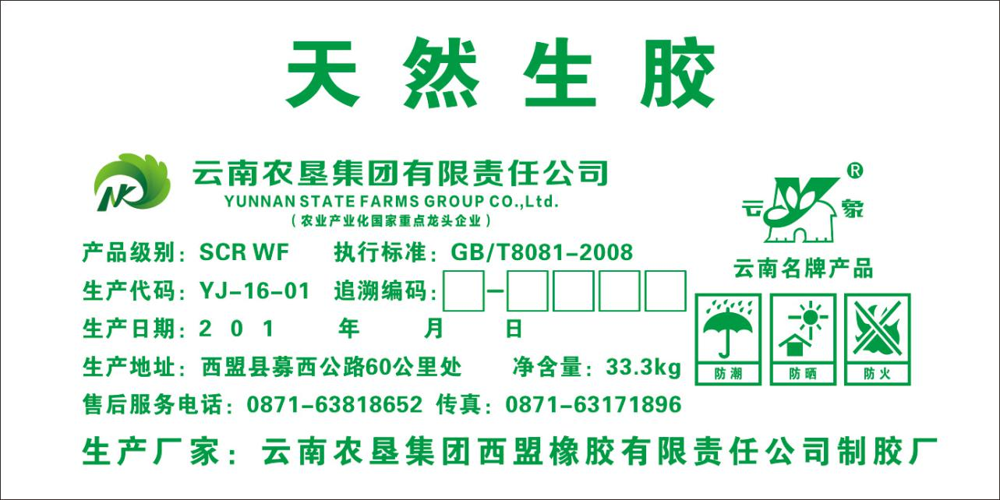 天然生胶
NK
云南农垦集团有限责任公司
YUNNAN STATE FARMS GROUP CO.,Ltd.
（农业产业化国家重点龙头企业）
®
云 象
云南名牌产品
产品级别：SCR WF 执行标准：GB/T8081-2008
生产代码：YJ-16-01 追溯编码：
生产日期：201 年 月 日
生产地址：西盟县募西公路60公里处 净含量：33.3kg
售后服务电话：0871-63818652 传真：0871-63171896
防潮 防晒 防火
生产厂家：云南农垦集团西盟橡胶有限责任公司制胶厂